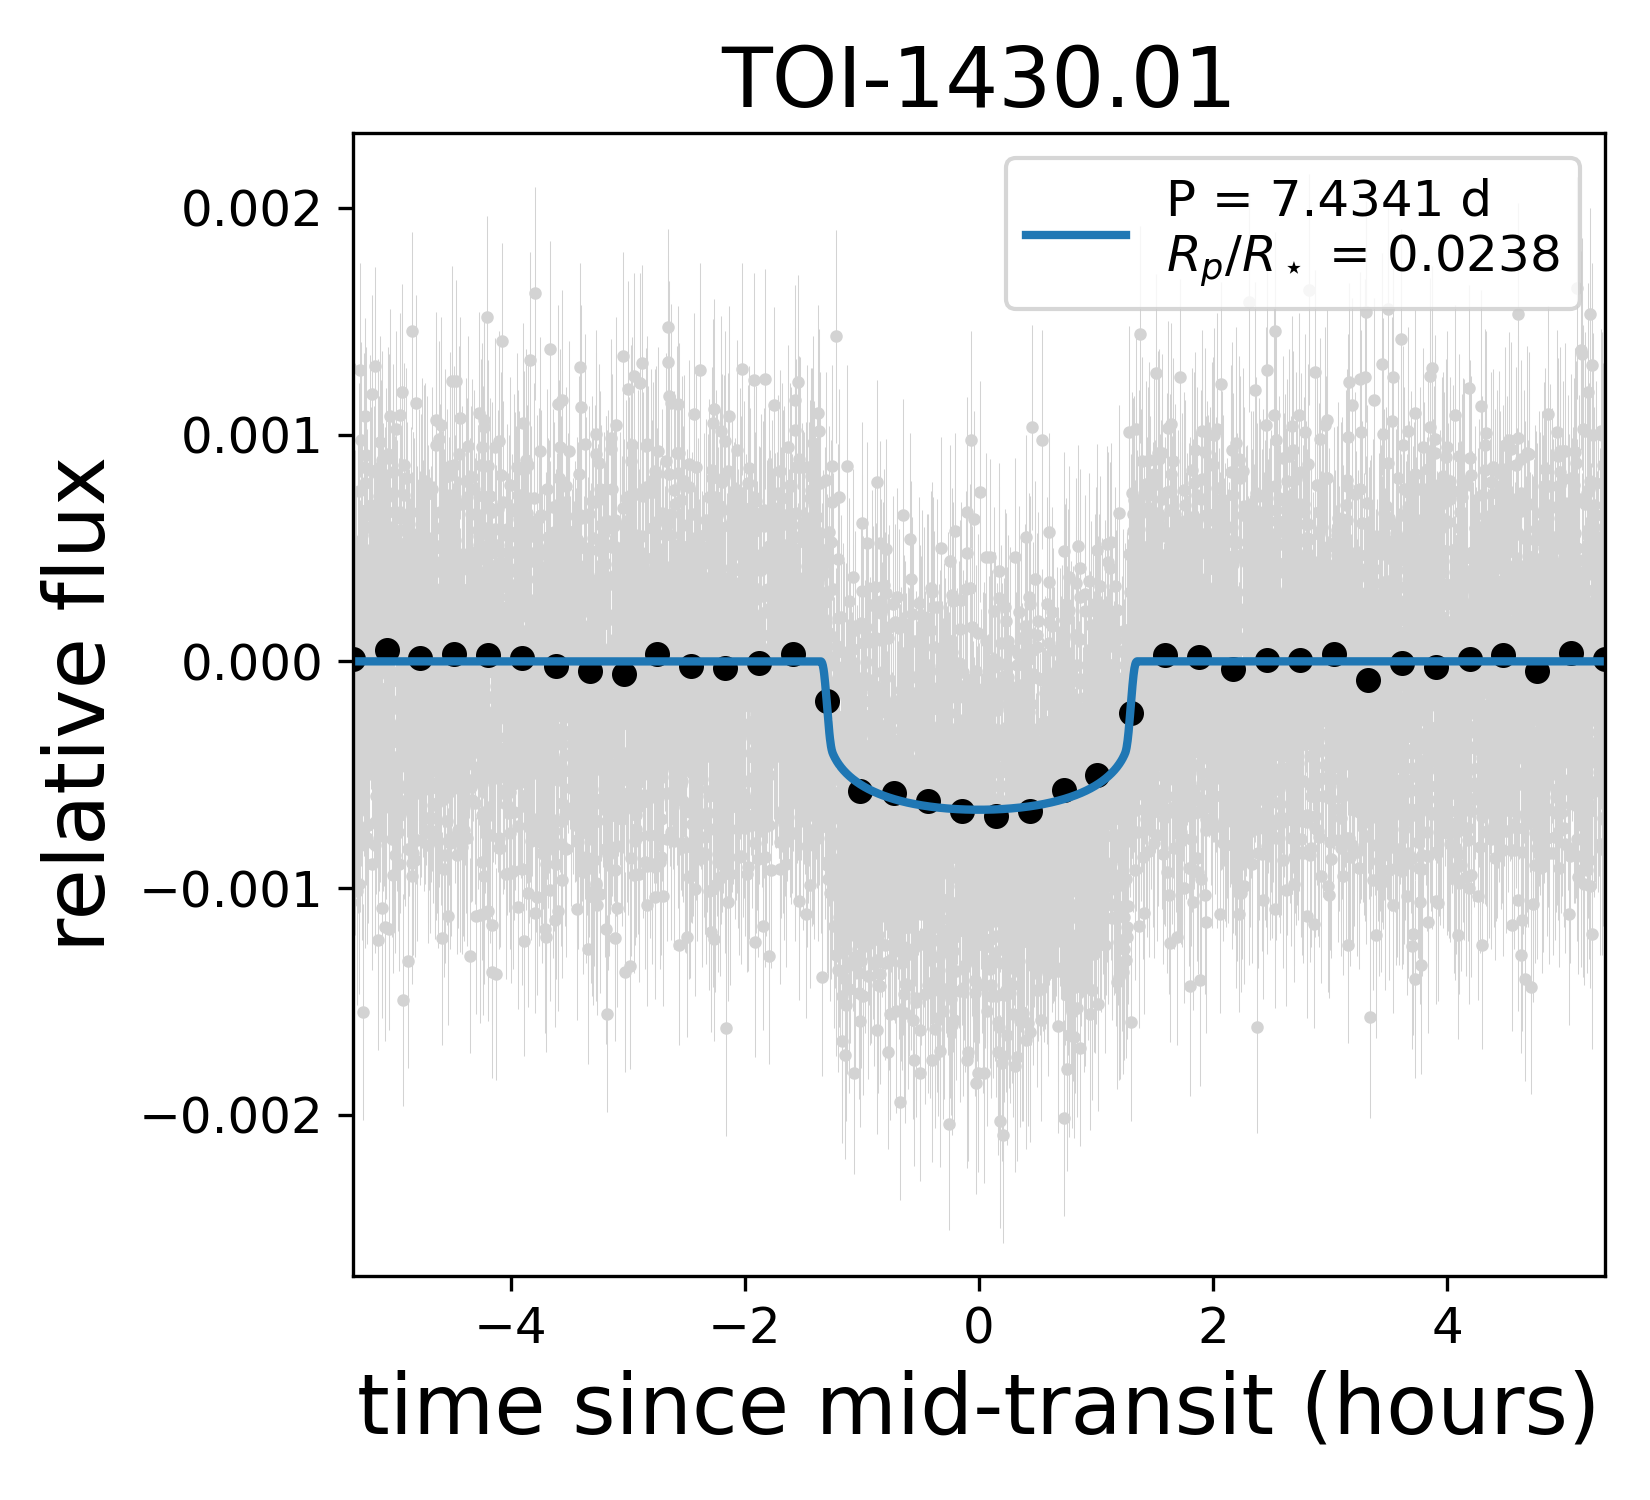 TOI-1430.01
P = 7.4341 d
R_p/R_⋆ = 0.0238
relative flux
0.002
0.001
0.000
−0.001
−0.002
−4 −2 0 2 4
time since mid-transit (hours)